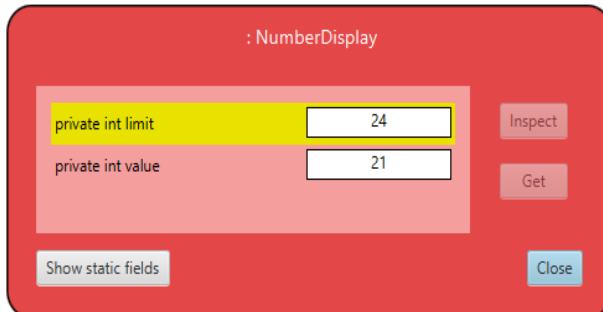 : NumberDisplay
private int limit 24 Inspect
private int value 21
Get
Show static fields Close